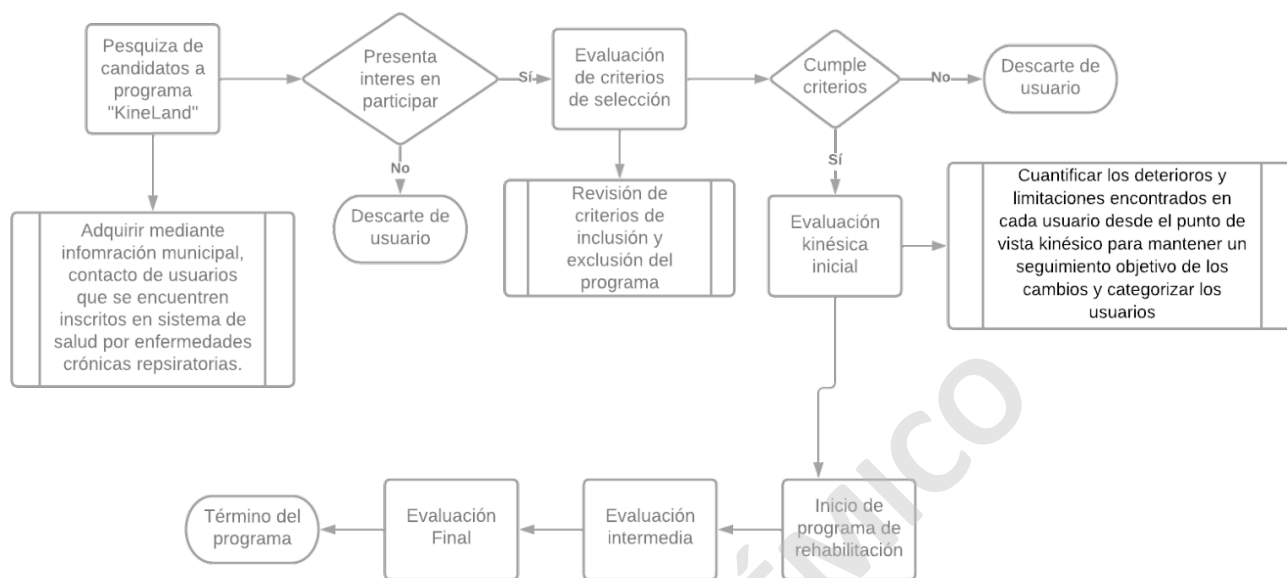 Pesquiza de
candidatos a
programa
"KineLand"
Presenta
interes en
participar
Sí
Evaluación
de criterios
de selección
Cumple
criterios
No
Descarte de
usuario
No
Sí
Descarte de
usuario
Adquirir mediante
infomración municipal,
contacto de usuarios
que se encuentren
inscritos en sistema de
salud por enfermedades
crónicas repsiratorias.
Revisión de
criterios de
inclusión y
exclusión del
programa
Evaluación
kinésica
inicial
Cuantificar los deterioros y
limitaciones encontrados en
cada usuario desde el punto de
vista kinésico para mantener un
seguimiento objetivo de los
cambios y categorizar los
usuarios
Inicio de
programa de
rehabilitación
Evaluación
intermedia
Evaluación
Final
Término del
programa
ÉMICO